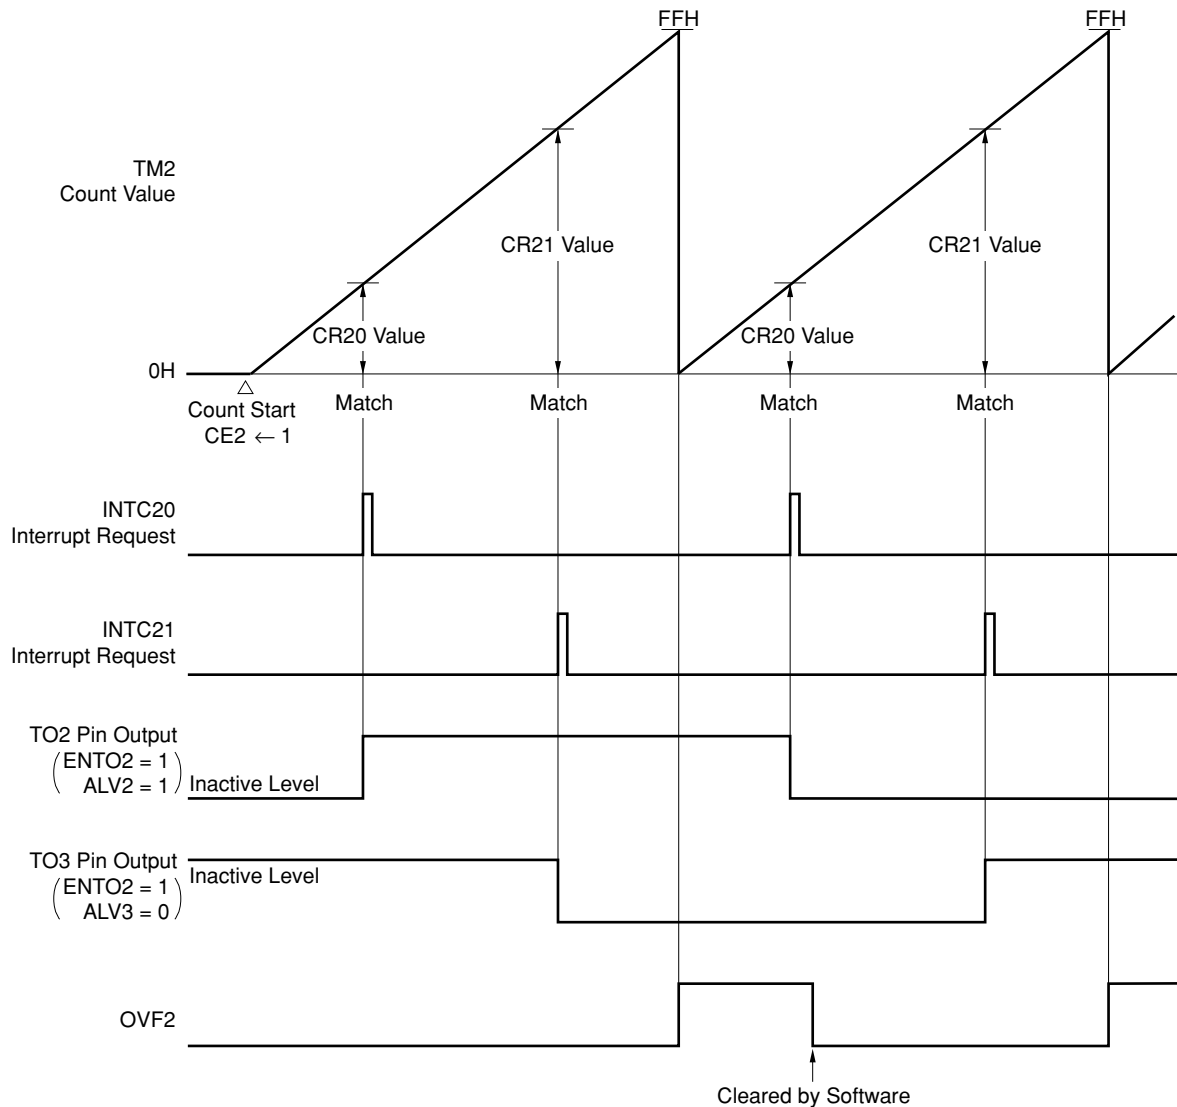 FFH
FFH
TM2
Count Value
CR21 Value
CR21 Value
CR20 Value
CR20 Value
0H
Count Start
CE2 ← 1
Match
Match
Match
Match
INTC20
Interrupt Request
INTC21
Interrupt Request
TO2 Pin Output
(ENTO2 = 1
ALV2 = 1)
Inactive Level
TO3 Pin Output
(ENTO2 = 1
ALV3 = 0)
Inactive Level
OVF2
Cleared by Software